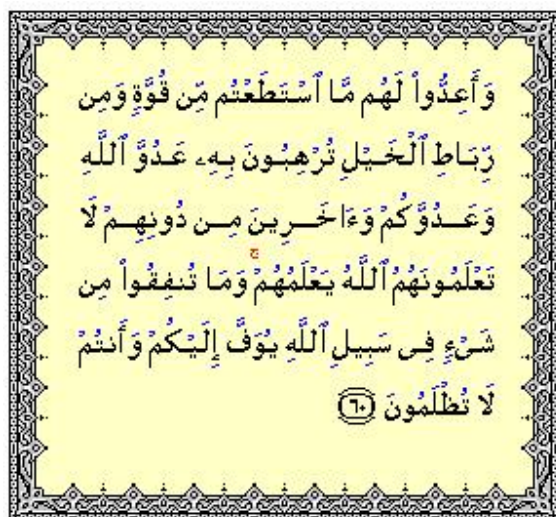 وَأَعِدُّوا۟ لَهُم مَّا ٱسْتَطَعْتُم مِّن قُوَّةٍ وَمِن
رِّبَاطِ ٱلْخَيْلِ تُرْهِبُونَ بِهِۦ عَدُوَّ ٱللَّهِ
وَعَدُوَّكُمْ وَءَاخَرِينَ مِن دُونِهِمْ لَا
تَعْلَمُونَهُمُ ٱللَّهُ يَعْلَمُهُمْ ۚ وَمَا تُنفِقُوا۟ مِن
شَىْءٍ فِى سَبِيلِ ٱللَّهِ يُوَفَّ إِلَيْكُمْ وَأَنتُمْ
لَا تُظْلَمُونَ ﴿٦٠﴾